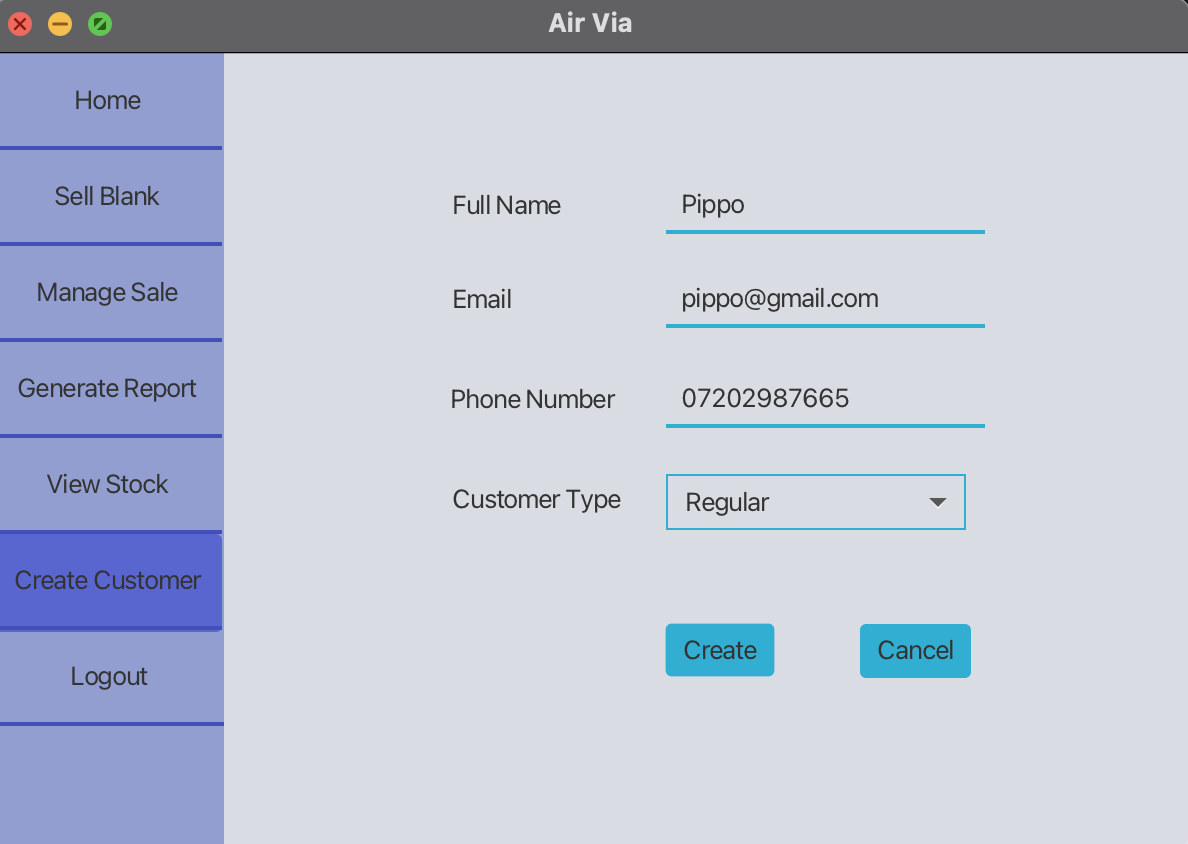 Air Via
Home
Sell Blank
Manage Sale
Generate Report
View Stock
Create Customer
Logout
Full Name
Pippo
Email
pippo@gmail.com
Phone Number
07202987665
Customer Type
Regular
Create
Cancel